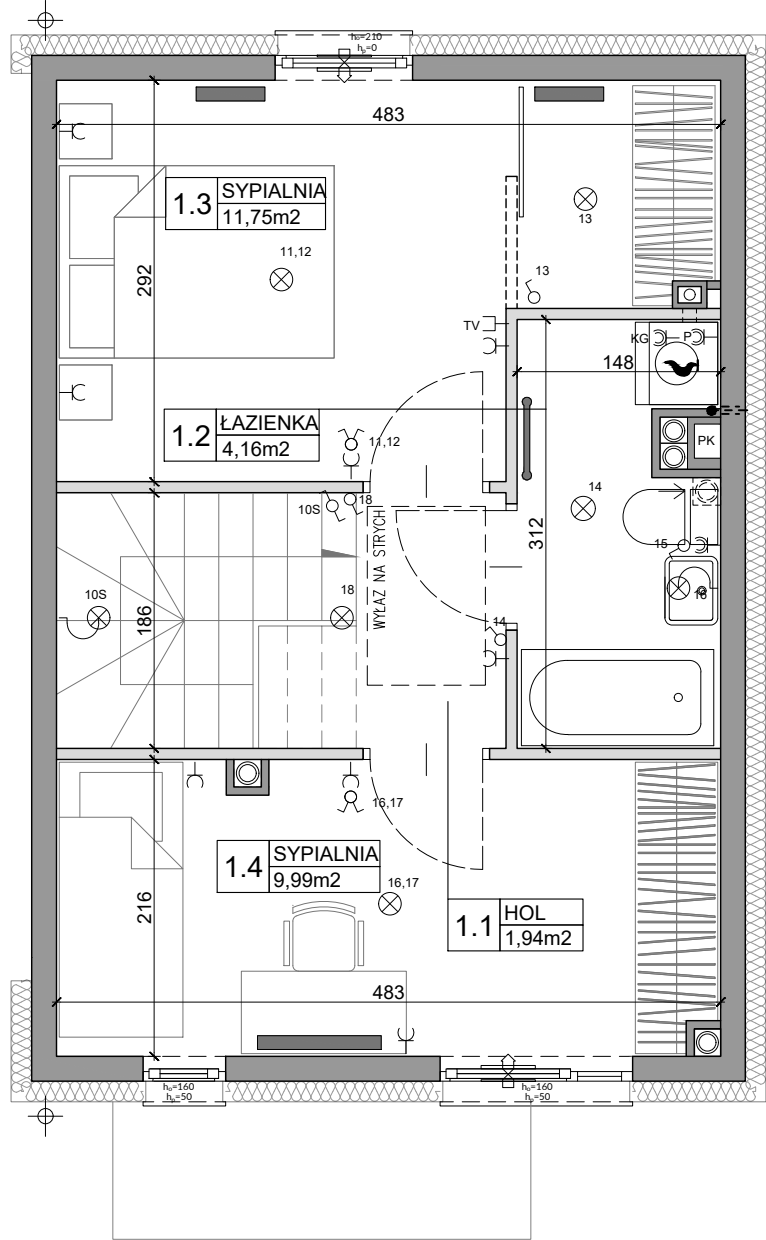 ho=210
hp=0
483
1.3 SYPIALNIA
11,75m2
13
11,12
292
13
TV
KG P
148
1.2 ŁAZIENKA
4,16m2
11,12
PK
10S
18
14
WYŁAZ NA STRYCH
312
15
10S
186
18
16
14
16,17
1.4 SYPIALNIA
9,99m2
16,17
216
1.1 HOL
1,94m2
483
ho=160
hp=50
ho=160
hp=50